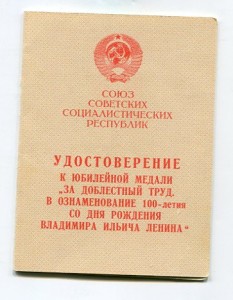 СОЮЗ
СОВЕТСКИХ
СОЦИАЛИСТИЧЕСКИХ
РЕСПУБЛИК
УДОСТОВЕРЕНИЕ
К ЮБИЛЕЙНОЙ МЕДАЛИ
„ЗА ДОБЛЕСТНЫЙ ТРУД.
В ОЗНАМЕНОВАНИЕ 100-летия
СО ДНЯ РОЖДЕНИЯ
ВЛАДИМИРА ИЛЬИЧА ЛЕНИНА“